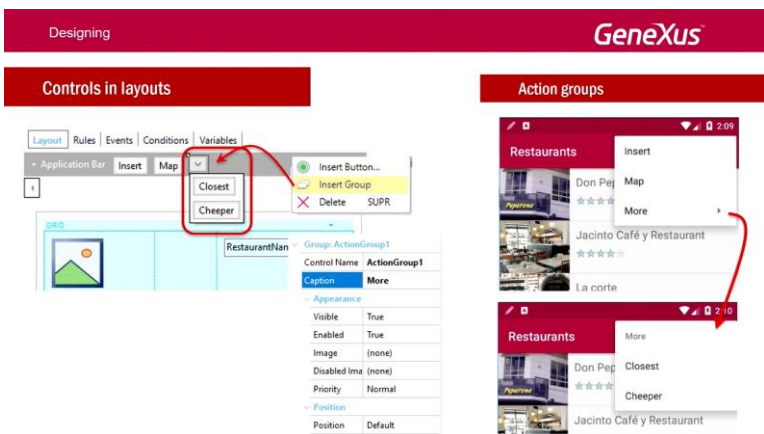 Designing
GeneXus
Controls in layouts
Action groups
Layout Rules Events Conditions Variables
Application Bar Insert Map
Closest
Cheeper
Insert Butt...
Insert Group
Delete SUPR
GRID
RestaurantNan
Group: ActionGroup1
Control Name ActionGroup1
Caption More
Appearance
Visible True
Enabled True
Image (none)
Disabled Ima (none)
Priority Normal
Position
Position Default
2:09
Restaurants
Insert
Map
More
Don Pep
Peperone
Jacinto Café y Restaurant
La corte
2:10
Restaurants
More
Closest
Cheeper
Don Pep
Peperone
Jacinto Café y Restaurant